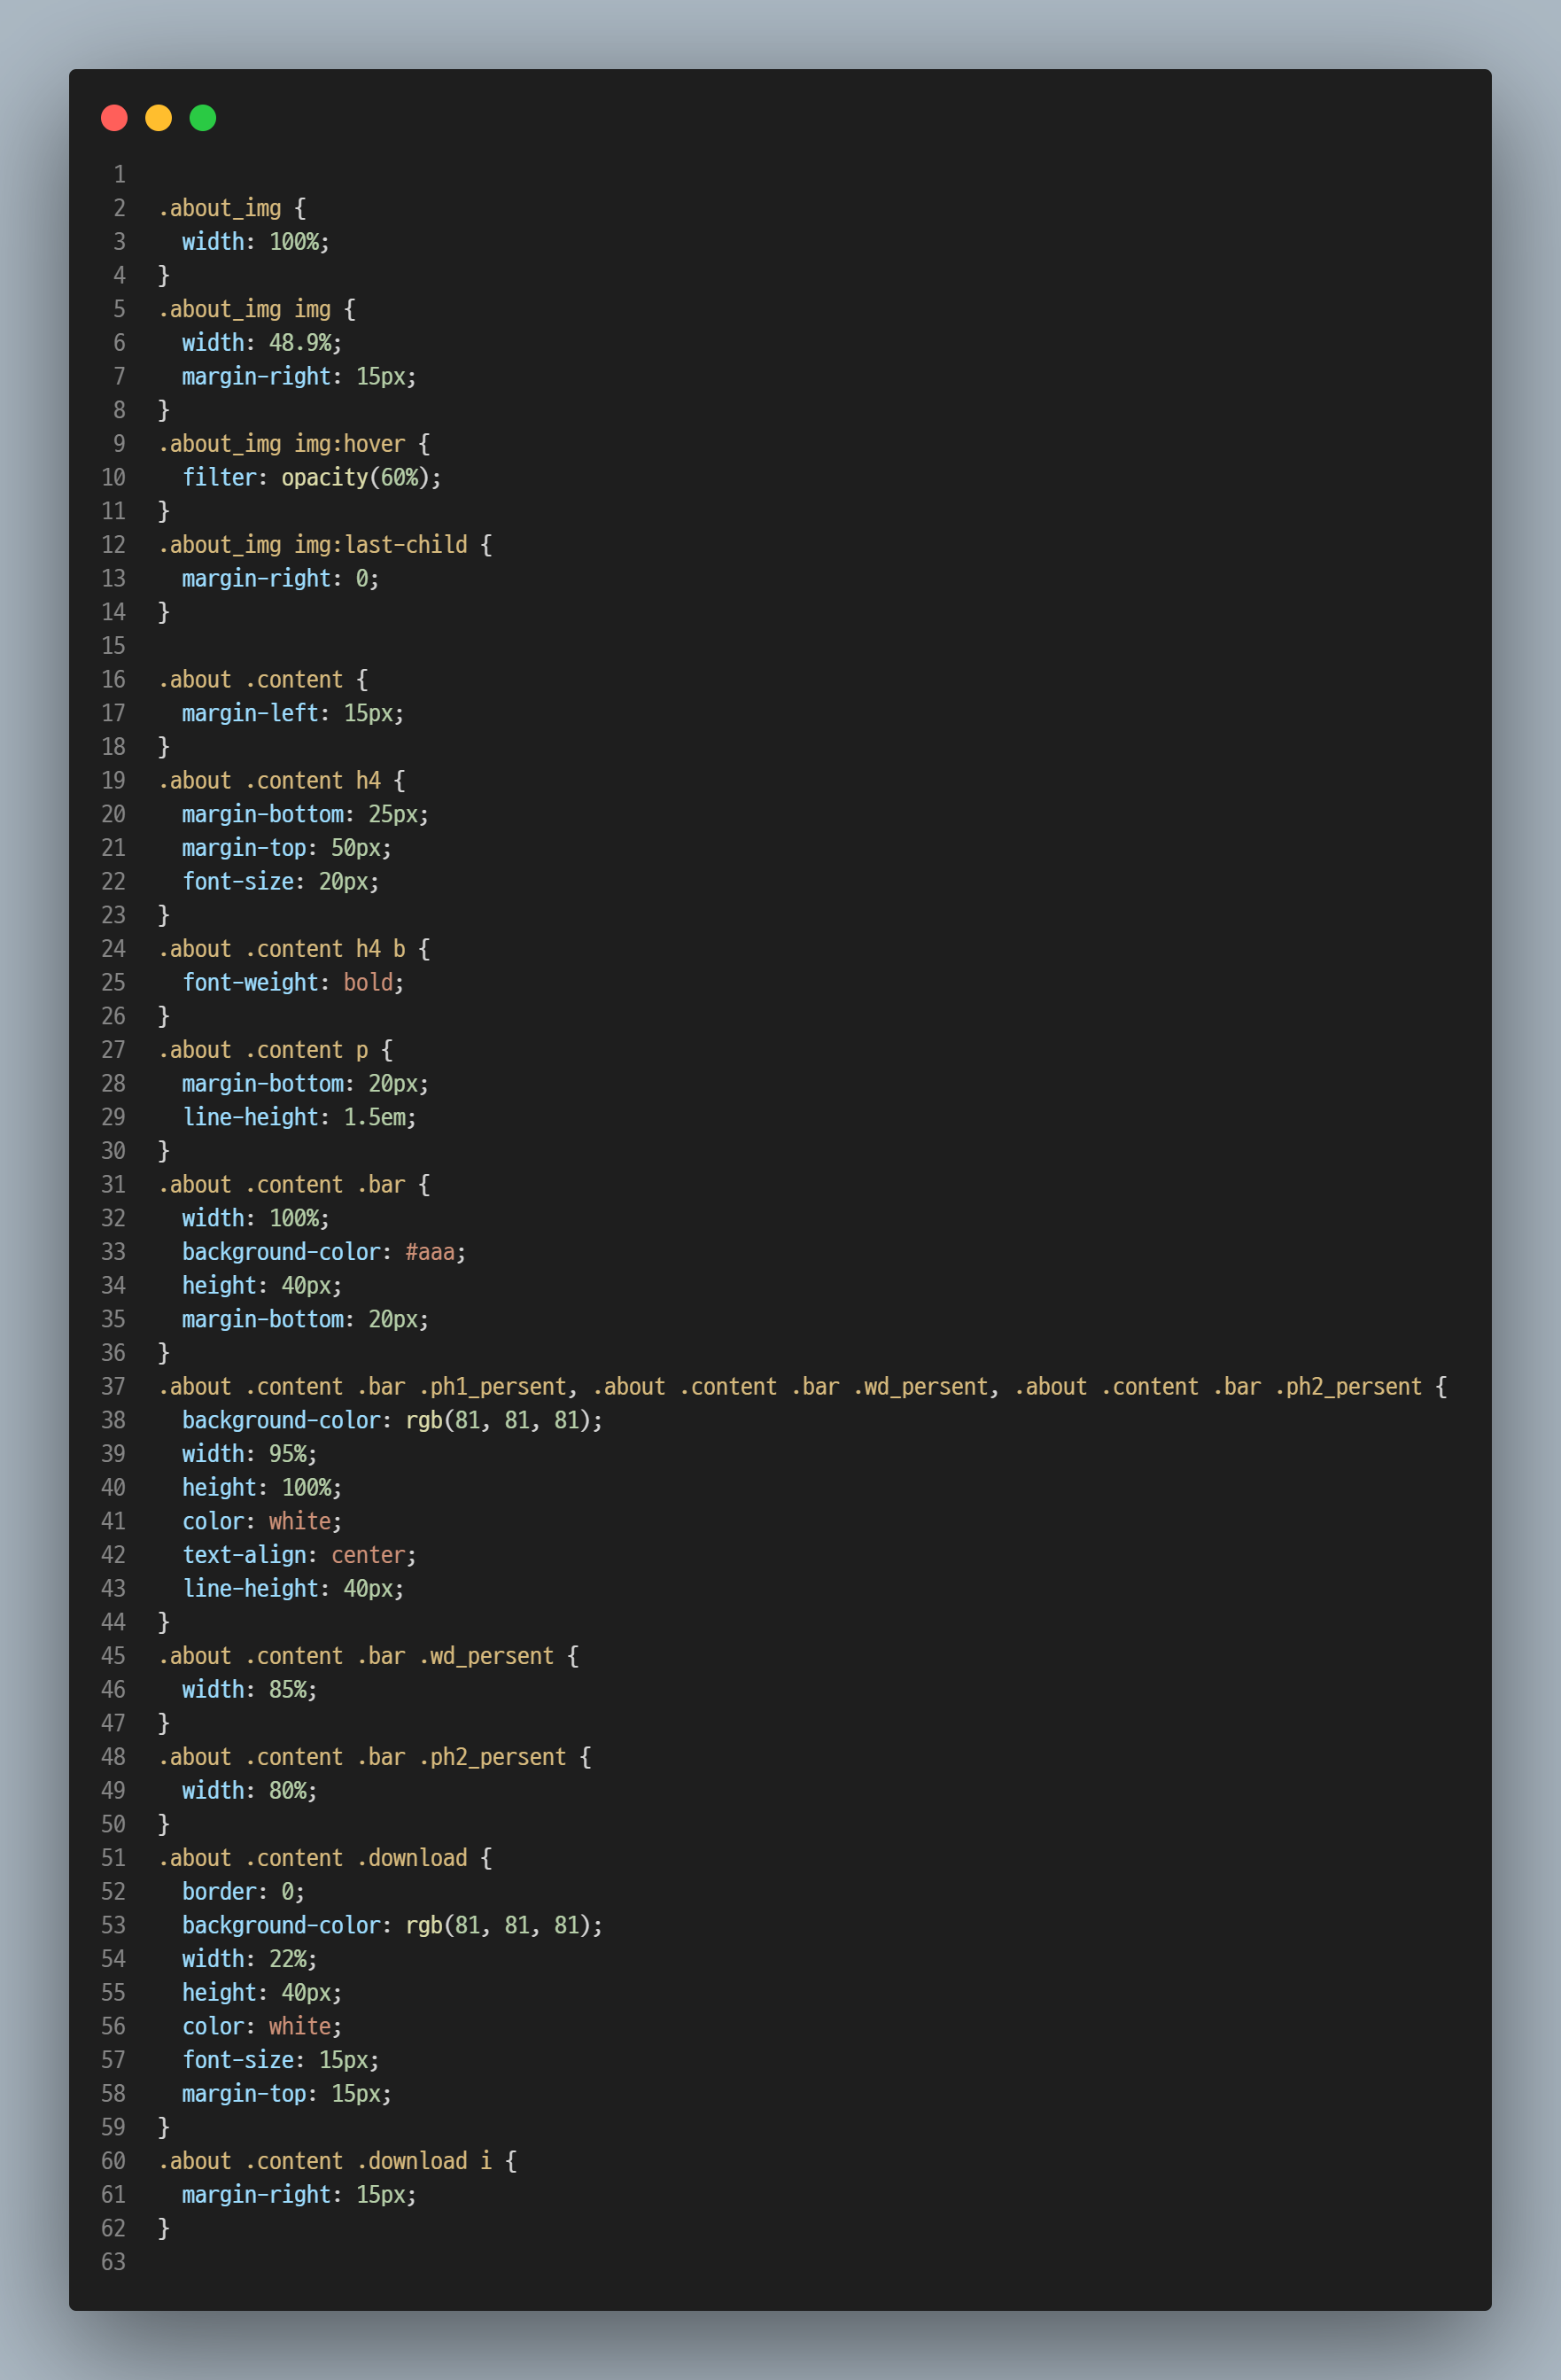 1
2 .about_img {
3   width: 100%;
4 }
5 .about_img img {
6   width: 48.9%;
7   margin-right: 15px;
8 }
9 .about_img img:hover {
10   filter: opacity(60%);
11 }
12 .about_img img:last-child {
13   margin-right: 0;
14 }
15
16 .about .content {
17   margin-left: 15px;
18 }
19 .about .content h4 {
20   margin-bottom: 25px;
21   margin-top: 50px;
22   font-size: 20px;
23 }
24 .about .content h4 b {
25   font-weight: bold;
26 }
27 .about .content p {
28   margin-bottom: 20px;
29   line-height: 1.5em;
30 }
31 .about .content .bar {
32   width: 100%;
33   background-color: #aaa;
34   height: 40px;
35   margin-bottom: 20px;
36 }
37 .about .content .bar .ph1_persent, .about .content .bar .wd_persent, .about .content .bar .ph2_persent {
38   background-color: rgb(81, 81, 81);
39   width: 95%;
40   height: 100%;
41   color: white;
42   text-align: center;
43   line-height: 40px;
44 }
45 .about .content .bar .wd_persent {
46   width: 85%;
47 }
48 .about .content .bar .ph2_persent {
49   width: 80%;
50 }
51 .about .content .download {
52   border: 0;
53   background-color: rgb(81, 81, 81);
54   width: 22%;
55   height: 40px;
56   color: white;
57   font-size: 15px;
58   margin-top: 15px;
59 }
60 .about .content .download i {
61   margin-right: 15px;
62 }
63